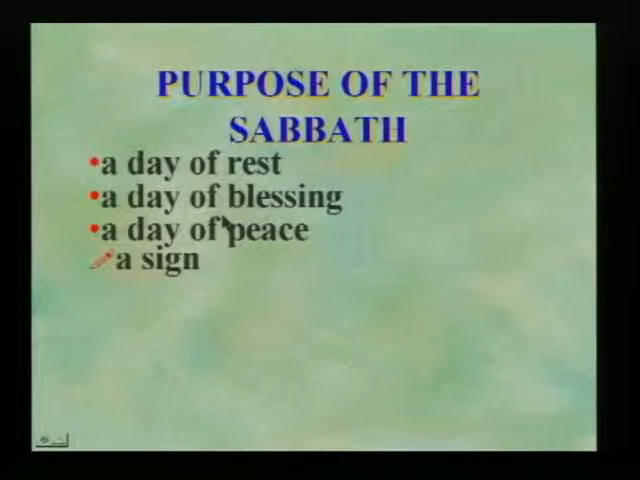 PURPOSE OF THE
SABBATH
•a day of rest
•a day of blessing
•a day of peace
a sign